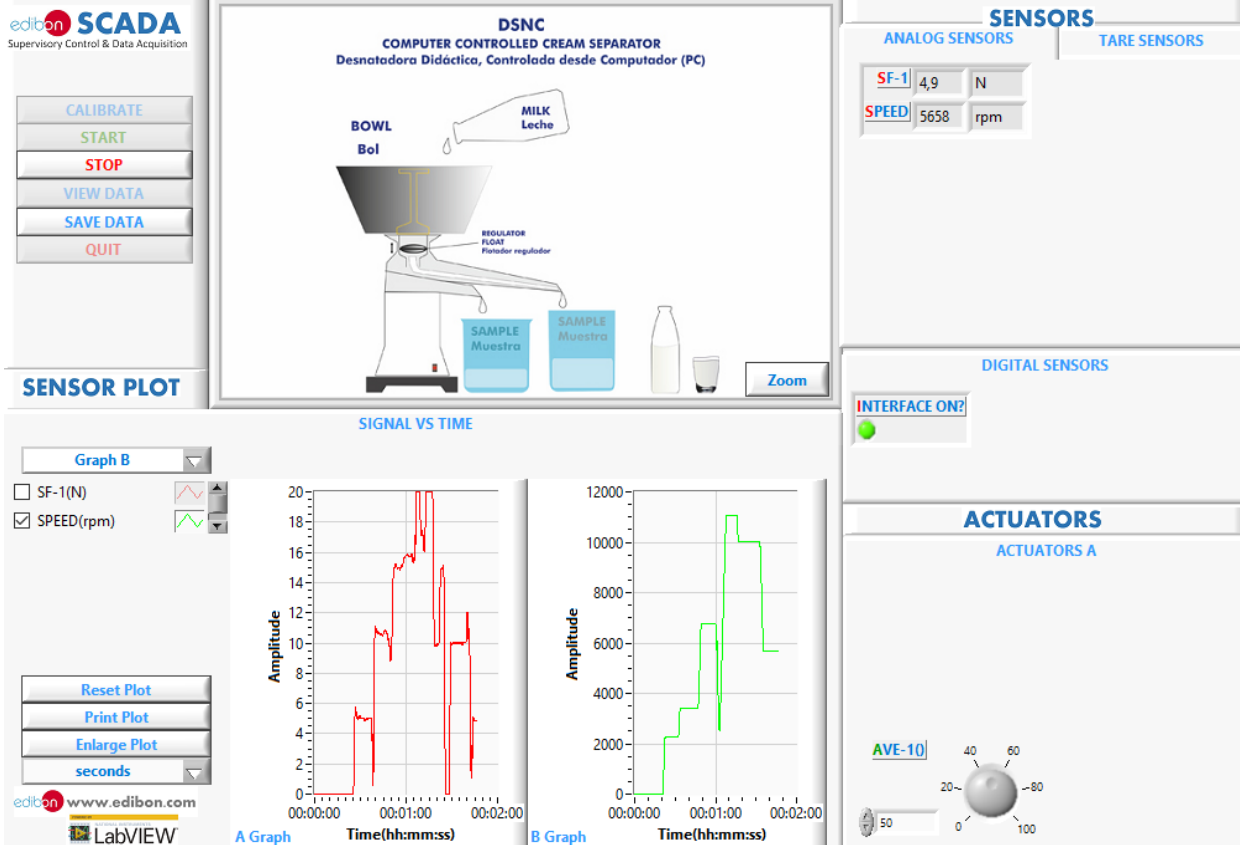 edibon SCADA
Supervisory Control & Data Acquisition
CALIBRATE
START
STOP
VIEW DATA
SAVE DATA
QUIT
DSNC
COMPUTER CONTROLLED CREAM SEPARATOR
Desnatadora Didáctica, Controlada desde Computador (PC)
MILK
Leche
BOWL
Bol
REGULATOR
FLOAT
Flotador regulador
SAMPLE
Muestra
SAMPLE
Muestra
Zoom
SENSORS
ANALOG SENSORS
TARE SENSORS
SF-1 4,9 N
SPEED 5658 rpm
DIGITAL SENSORS
INTERFACE ON?
ACTUATORS
ACTUATORS A
AVE-1()
50
0 20 40 60 80 100
SENSOR PLOT
SIGNAL VS TIME
Graph B
SF-1(N)
SPEED(rpm)
Reset Plot
Print Plot
Enlarge Plot
seconds
edibon www.edibon.com
LabVIEW
Amplitude
20
18
16
14
12
10
8
6
4
2
0
00:00:00 00:01:00 00:02:00
A Graph Time(hh:mm:ss)
Amplitude
12000
10000
8000
6000
4000
2000
0
00:00:00 00:01:00 00:02:00
B Graph Time(hh:mm:ss)